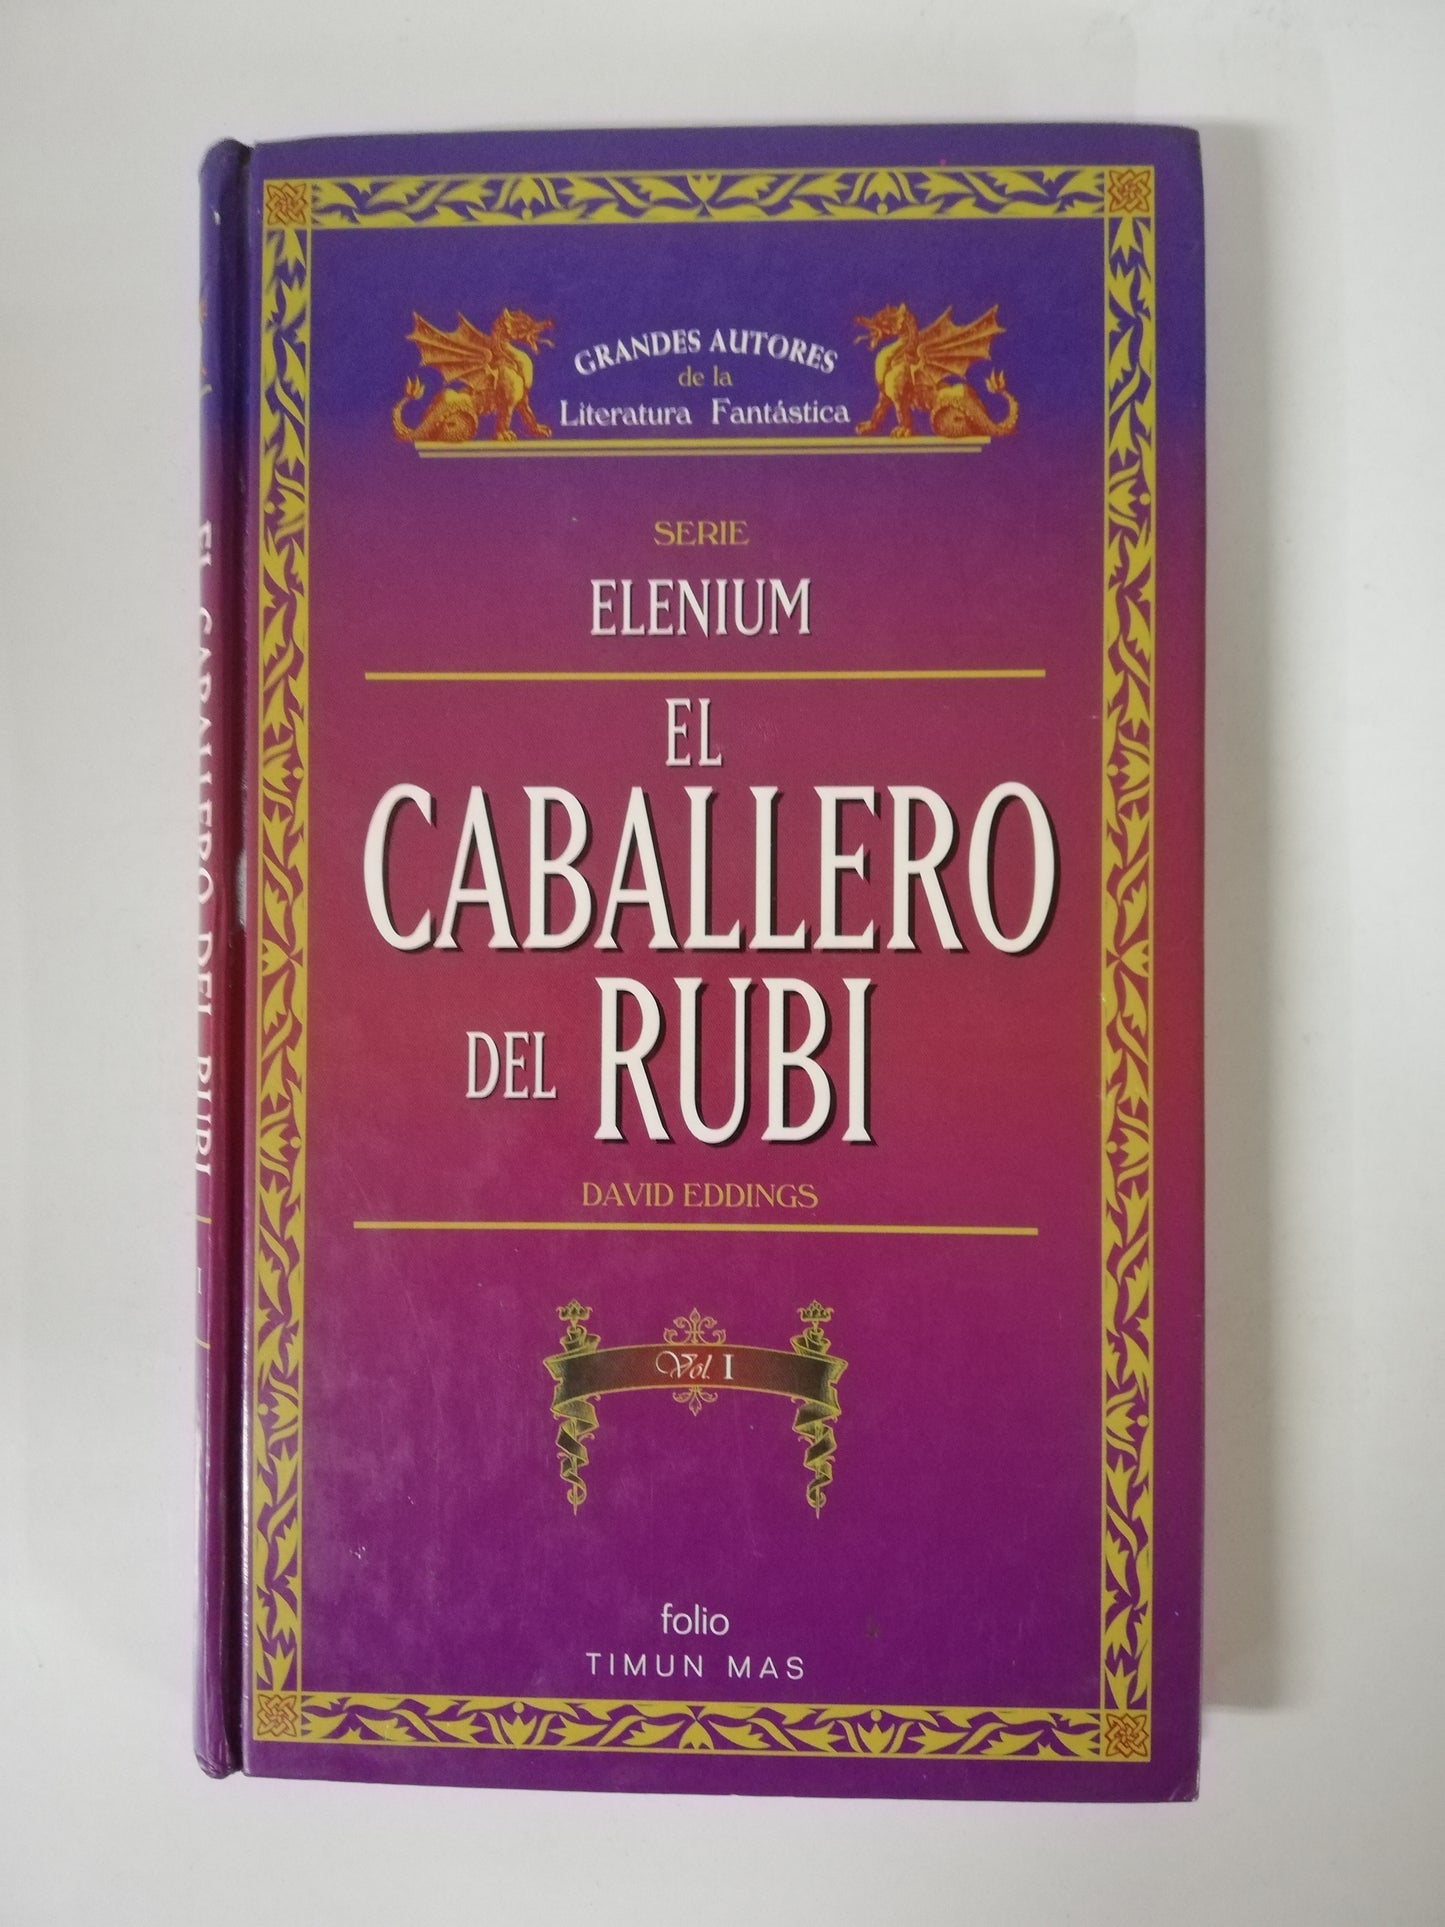 GRANDES AUTORES
de la
Literatura Fantástica
SERIE
ELENIUM
EL
CABALLERO
DEL RUBI
DAVID EDDINGS
Vol. I
folio
TIMUN MAS
EL CABALLERO DEL RUBI